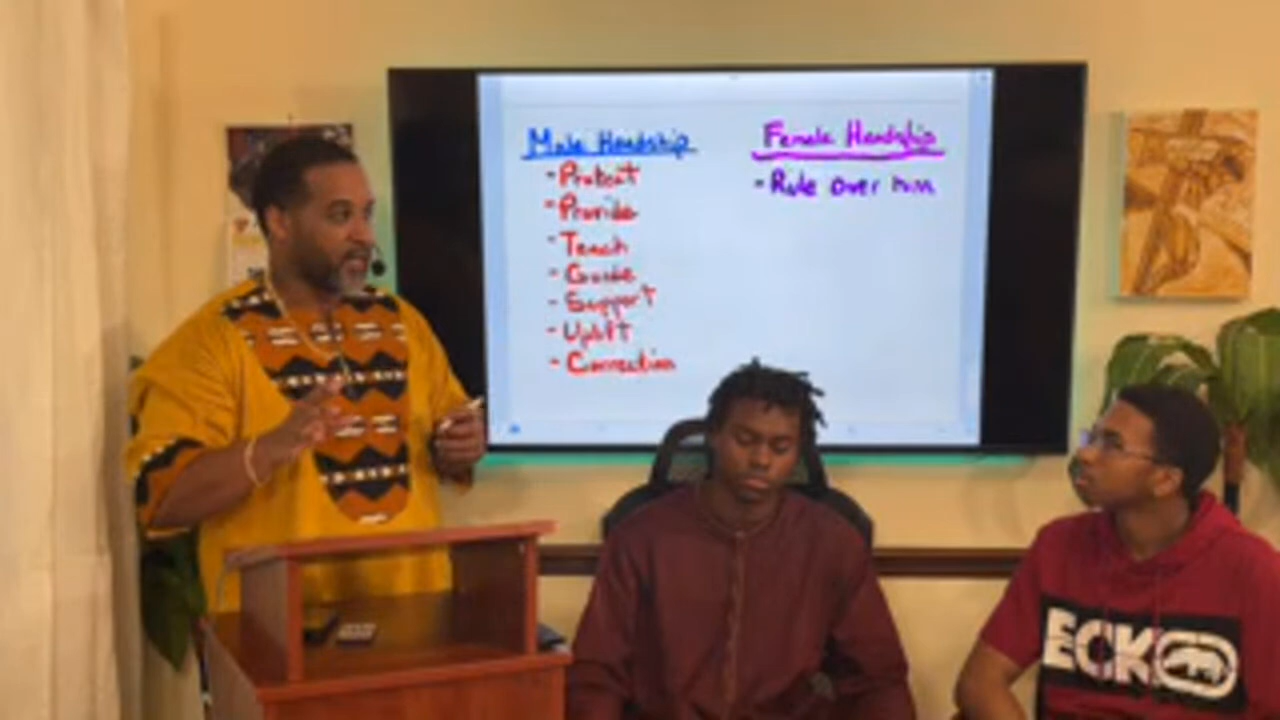 Male Headship
- Protect
- Provide
- Teach
- Guide
- Support
- Uplift
- Correction
Female Headship
- Rule over him
ECKO